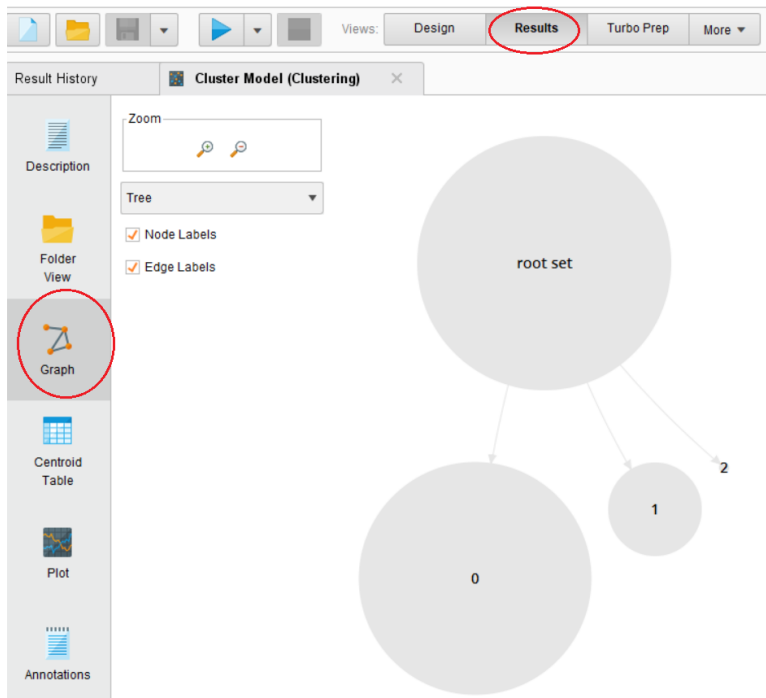 Views:
Design
Results
Turbo Prep
More
Result History
Cluster Model (Clustering)
Description
Folder
View
Graph
Centroid
Table
Plot
Annotations
Zoom
Tree
Node Labels
Edge Labels
root set
0
1
2